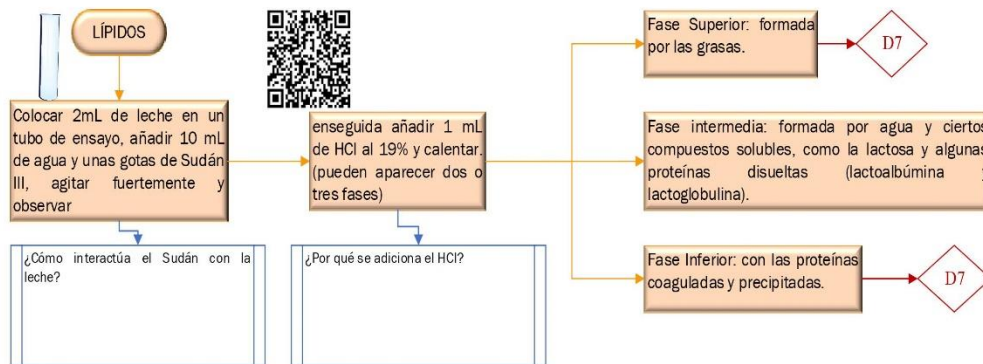 LÍPIDOS
Colocar 2mL de leche en un
tubo de ensayo, añadir 10 mL
de agua y unas gotas de Sudán
III, agitar fuertemente y
observar
¿Cómo interactúa el Sudán con la
leche?
enseguida añadir 1 mL
de HCl al 19% y calentar.
(pueden aparecer dos o
tres fases)
¿Por qué se adiciona el HCl?
Fase Superior: formada
por las grasas.
D7
Fase intermedia: formada por agua y ciertos
compuestos solubles, como la lactosa y algunas
proteínas disueltas (lactoalbúmina y
lactoglobulina).
Fase Inferior: con las proteínas
coaguladas y precipitadas.
D7